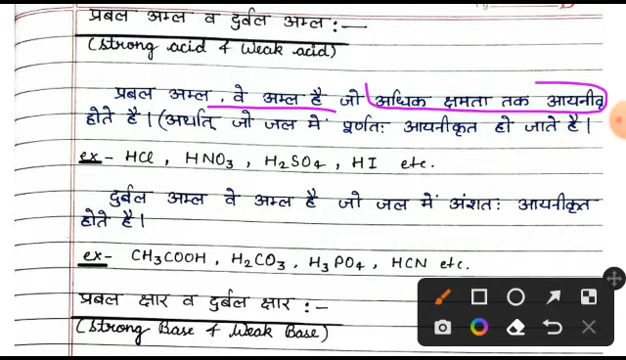 प्रबल अम्ल व दुर्बल अम्ल :—
(Strong acid & Weak acid)
प्रबल अम्ल , वे अम्ल है जो अधिक क्षमता तक आयनीकृ
होते है। (अर्थात् जो जल में पूर्णतः आयनीकृत हो जाते है।
ex- HCl , HNO3 , H2SO4 , HI etc.
दुर्बल अम्ल वे अम्ल है जो जल में अंशतः आयनीकृत
होते है।
ex- CH3COOH , H2CO3 , H3PO4 , HCN etc.
प्रबल क्षार व दुर्बल क्षार :-
(Strong Base & Weak Base)